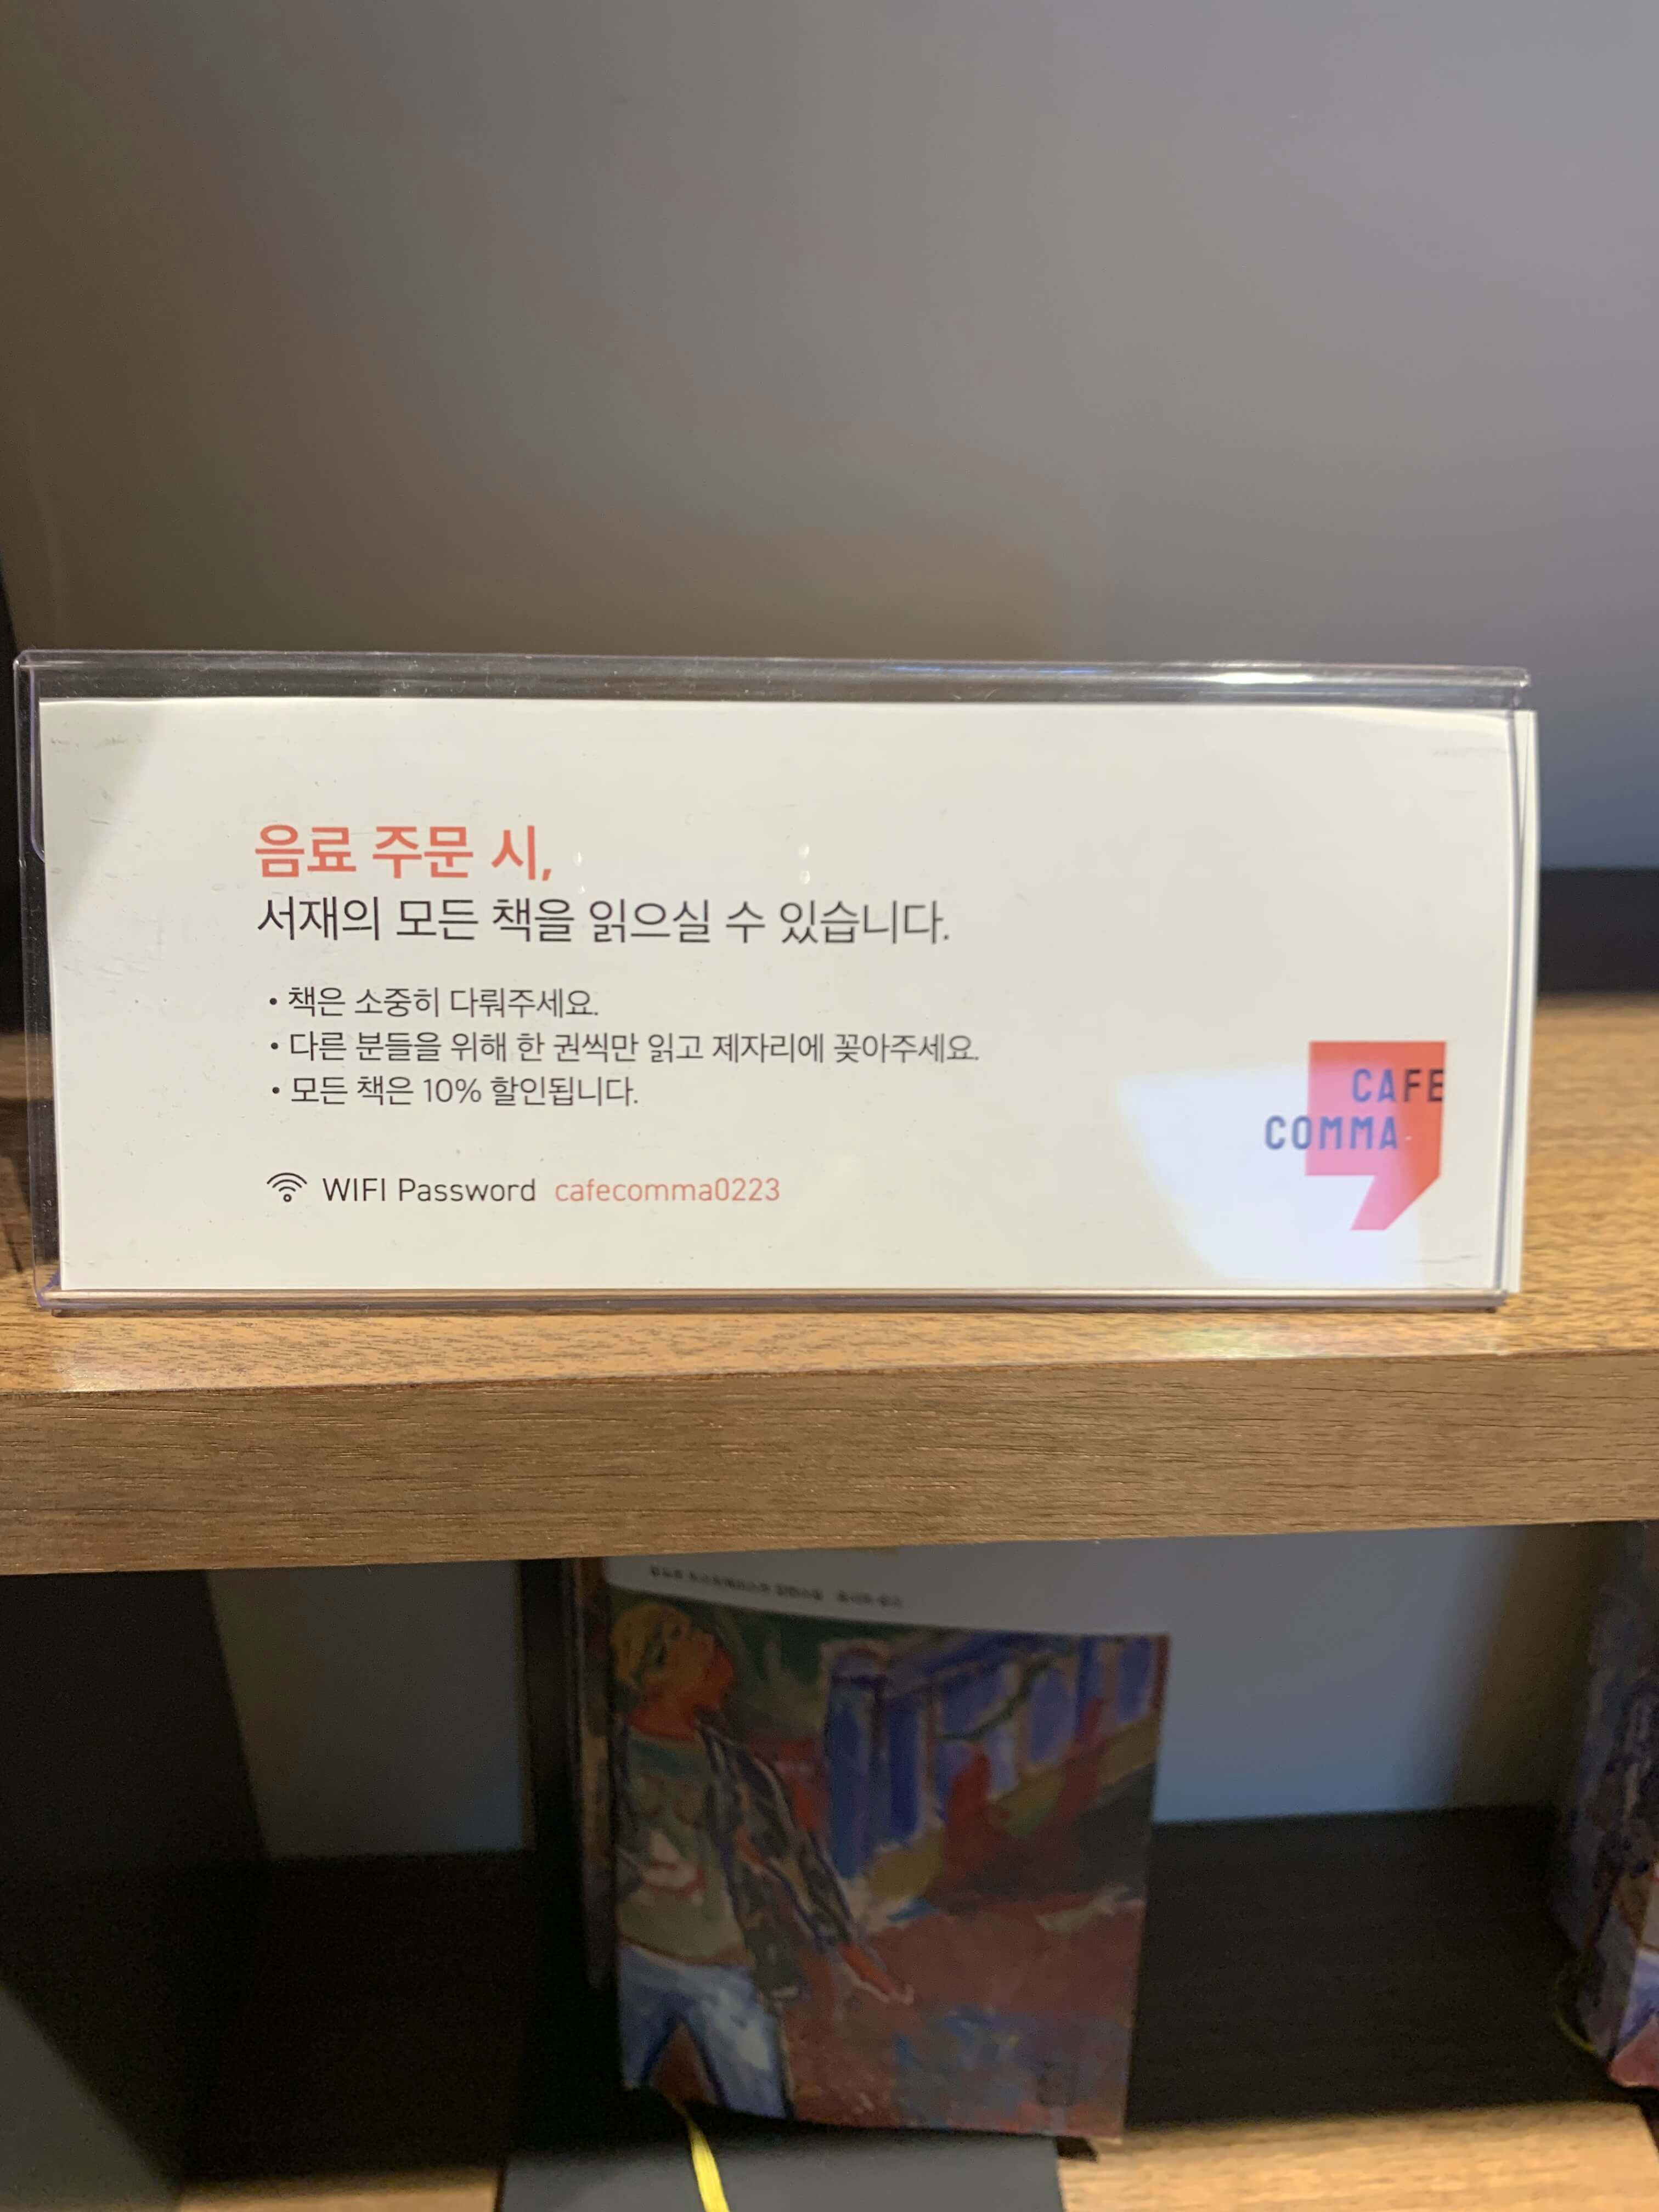 음료 주문 시,
서재의 모든 책을 읽으실 수 있습니다.
• 책은 소중히 다뤄주세요.
• 다른 분들을 위해 한 권씩만 읽고 제자리에 꽂아주세요.
• 모든 책은 10% 할인됩니다.
WIFI Password cafecomma0223
CAFE
COMMA